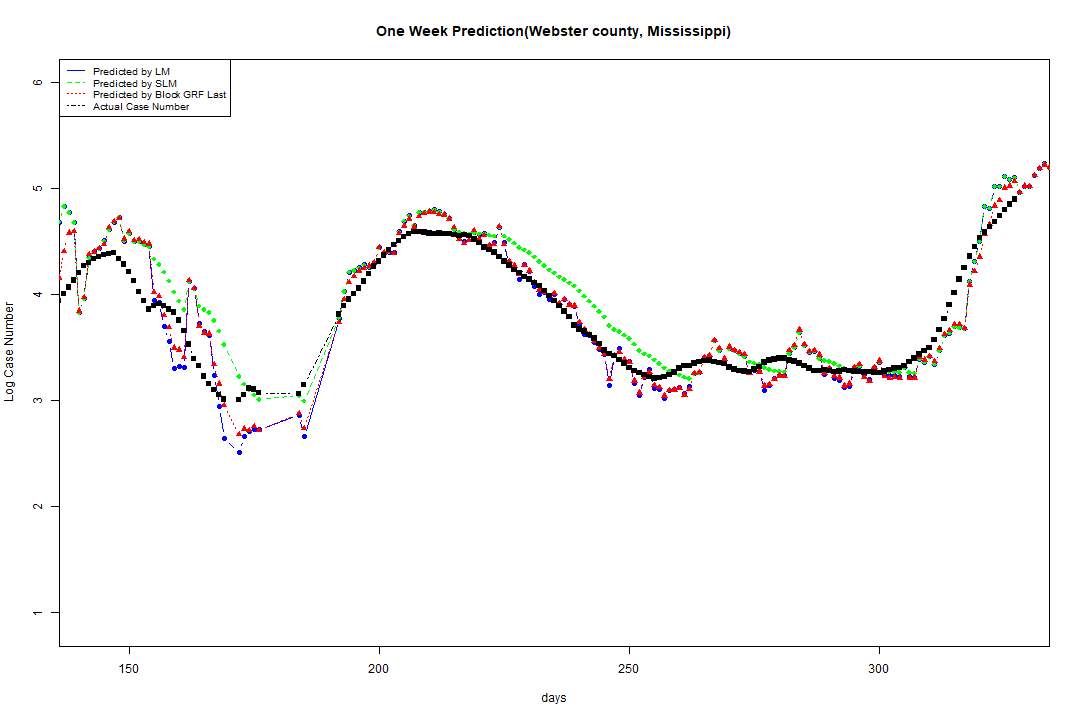 One Week Prediction(Webster county, Mississippi)
Predicted by LM
Predicted by SLM
Predicted by Block GRF Last
Actual Case Number
6
5
4
3
2
1
Log Case Number
150 200 250 300
days